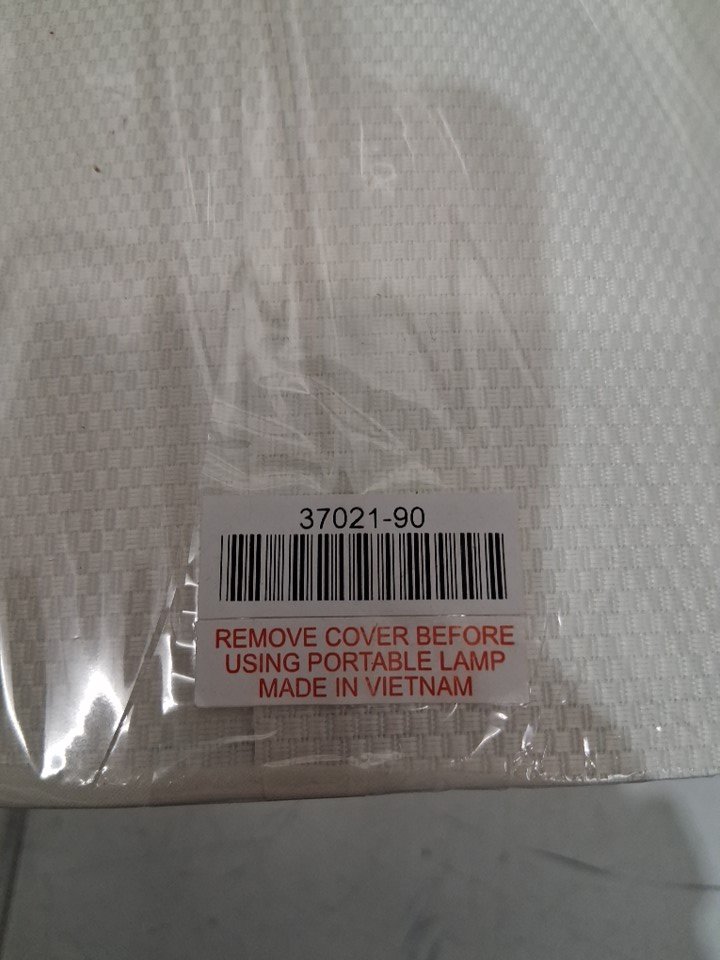 37021-90
REMOVE COVER BEFORE
USING PORTABLE LAMP
MADE IN VIETNAM